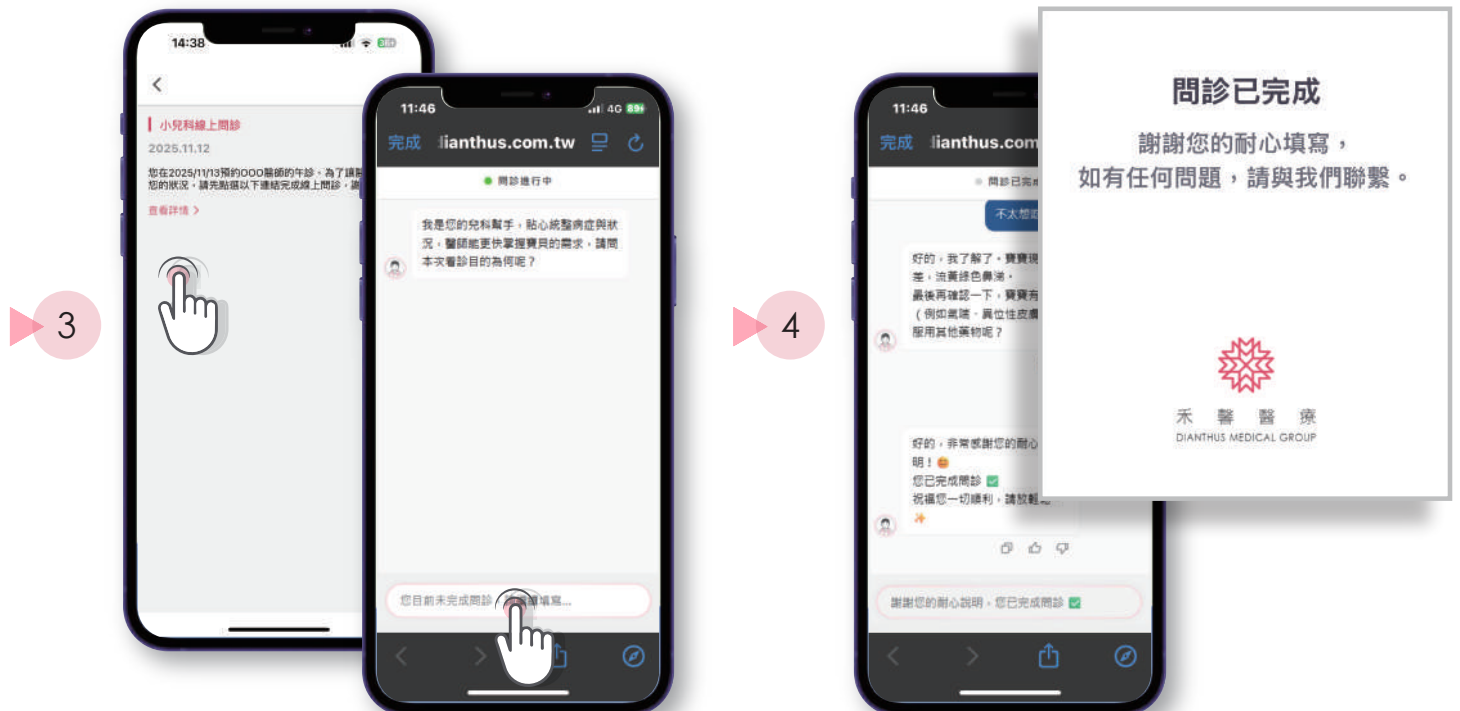 3
14:38
小兒科線上問診
2025.11.12
您在2025/11/13預約OOO醫師的午診、為了讓
您的狀況，請先點選以下連結完成線上問診，
查看詳情 >
11:46
4G 89+
完成 lianthus.com.tw
問診進行中
我是您的兒科幫手，貼心統整病症與狀
況，醫師能更快掌握寶貝的需求，請問
本次看診目的為何呢？
您目前未完成問診，填寫...
4
11:46
完成 lianthus.com
問診已完
不太想
好的，我了解了。寶寶現
差，流黃綠色鼻涕。
最後再確認一下，寶寶有
（例如氣喘、異位性皮膚
服用其他藥物呢？
好的，非常感謝您的耐心
明！
您已完成問診 ✅
祝福您一切順利，請放輕
謝謝您的耐心說明，您已完成問診 ✅
問診已完成
謝謝您的耐心填寫，
如有任何問題，請與我們聯繫。
禾馨醫療
DIANTHUS MEDICAL GROUP